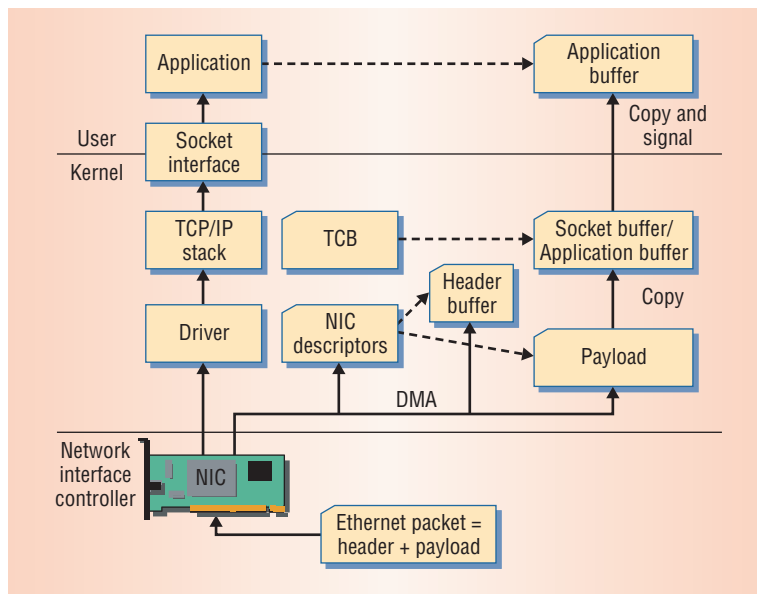 Application
Application
buffer
Copy and
signal
User
Kernel
Socket
interface
TCP/IP
stack
TCB
Socket buffer/
Application buffer
Header
buffer
Copy
Driver
NIC
descriptors
Payload
DMA
Network
interface
controller
NIC
Ethernet packet =
header + payload